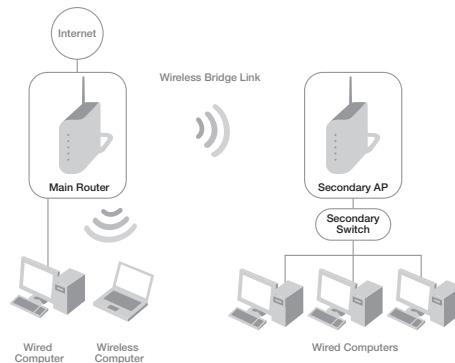 Internet
Wireless Bridge Link
Main Router
Secondary AP
Secondary
Switch
Wired
Computer
Wireless
Computer
Wired Computers